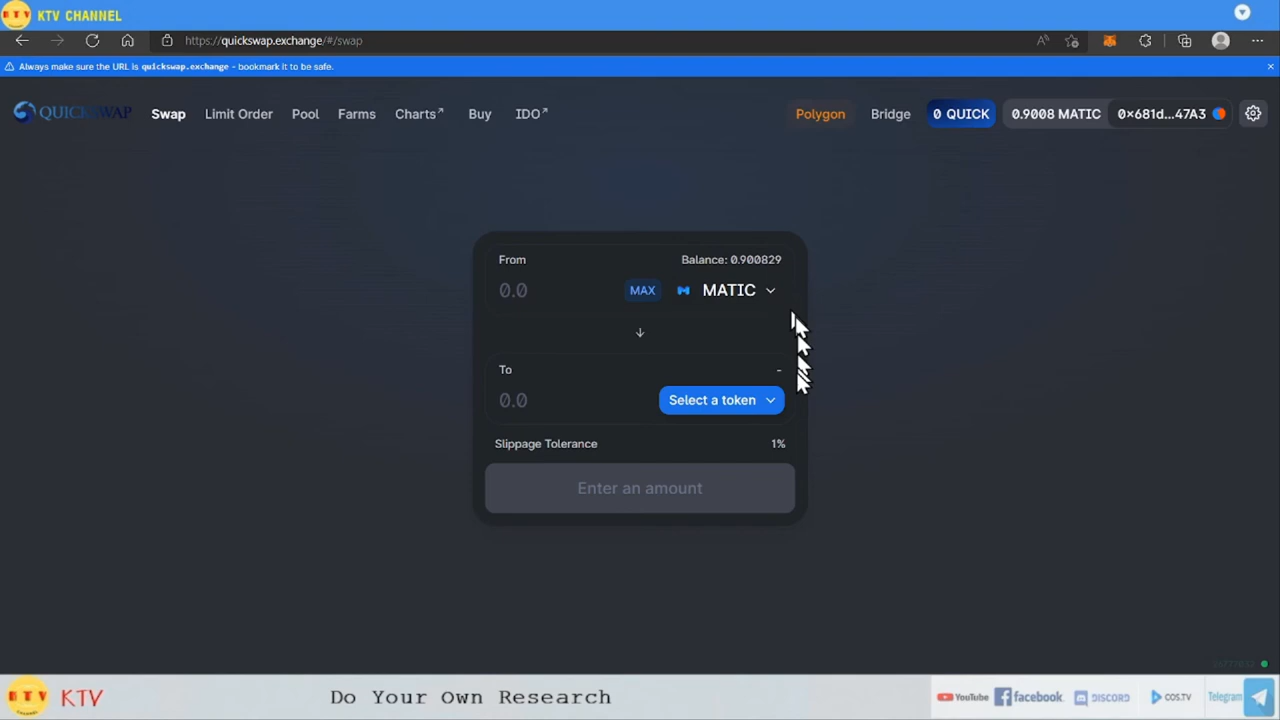 KTV CHANNEL
https://quickswap.exchange/#/swap
Always make sure the URL is quickswap.exchange - bookmark it to be safe.
QUICKSWAP Swap Limit Order Pool Farms Charts↗ Buy IDO↗ Polygon Bridge 0 QUICK 0.9008 MATIC 0×681d...47A3
From Balance: 0.900829
0.0 MAX MATIC
To -
0.0 Select a token
Slippage Tolerance 1%
Enter an amount
KTV Do Your Own Research YouTube facebook. DISCORD COS.TV Telegram